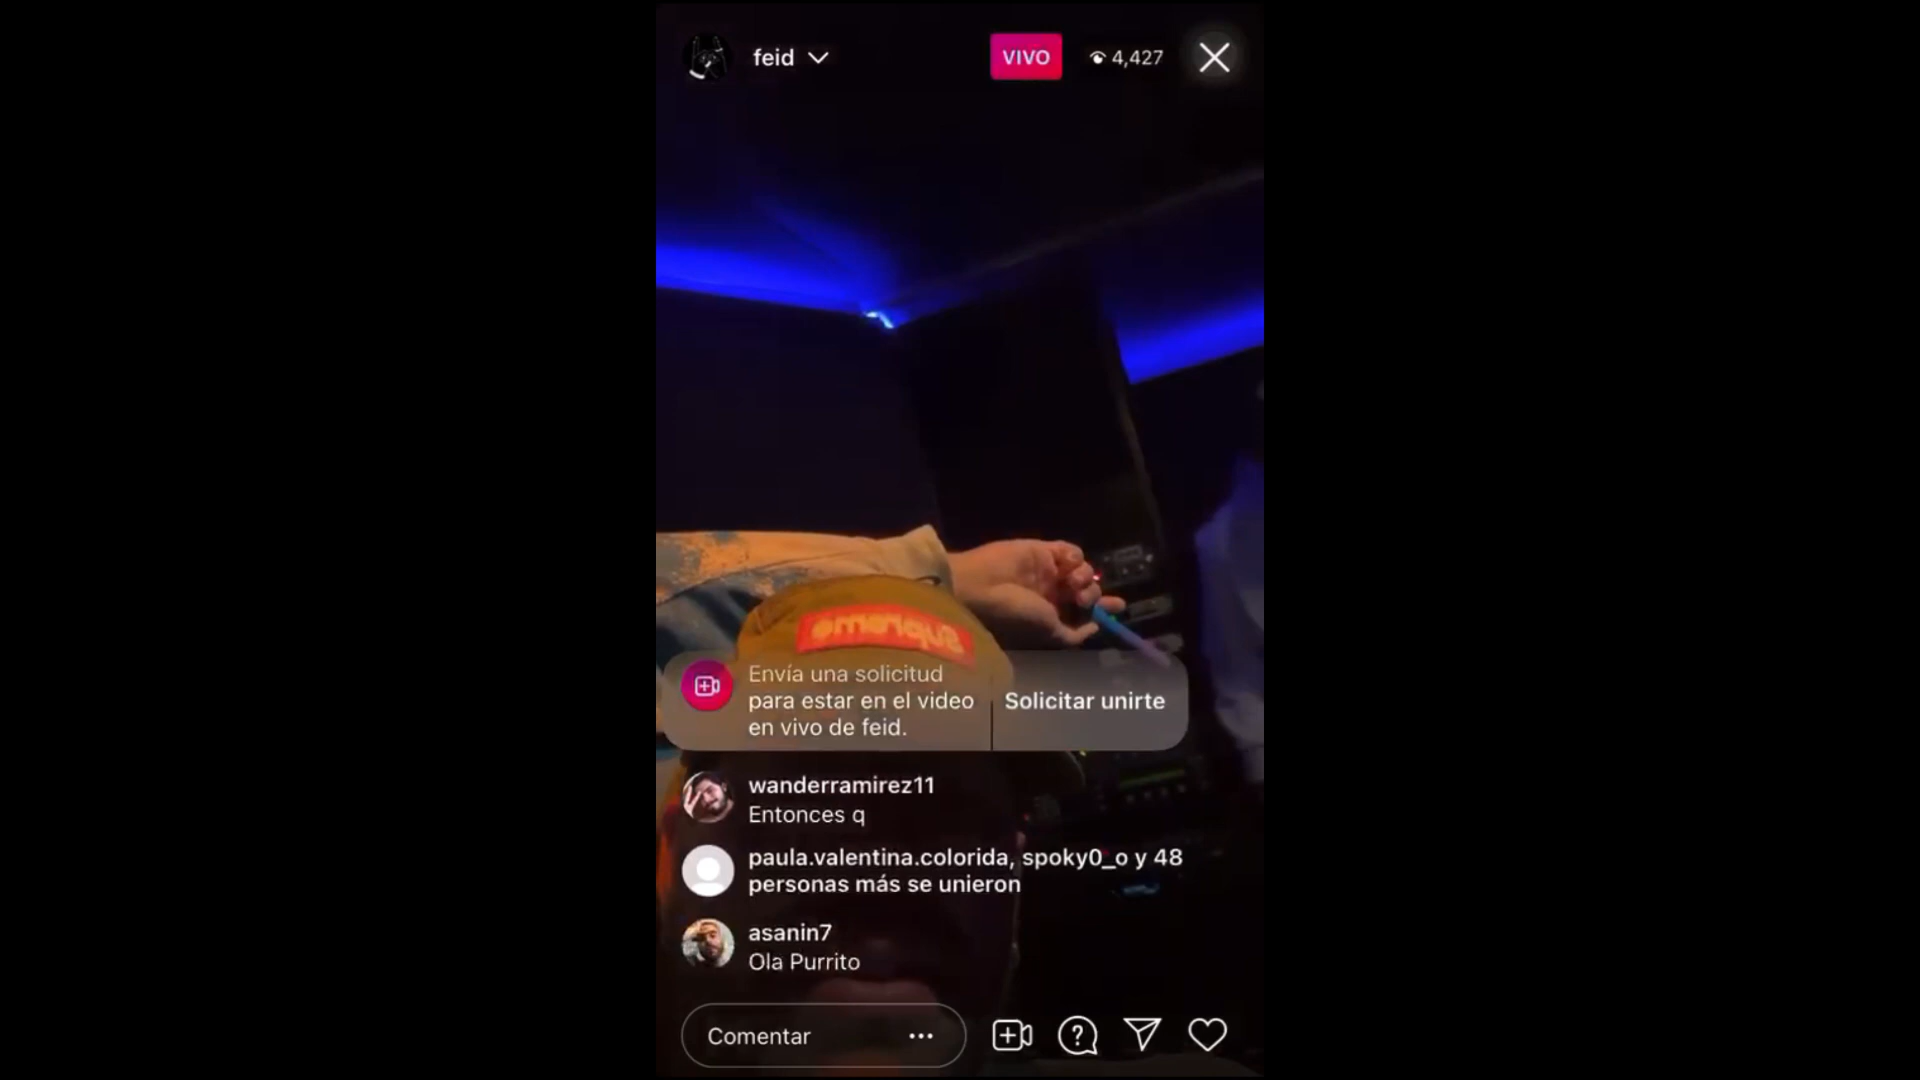 feid
VIVO
4,427
Supreme
Envía una solicitud
para estar en el video
en vivo de feid.
Solicitar unirte
wanderramirez11
Entonces q
paula.valentina.colorida, spoky0_o y 48
personas más se unieron
asanin7
Ola Purrito
Comentar